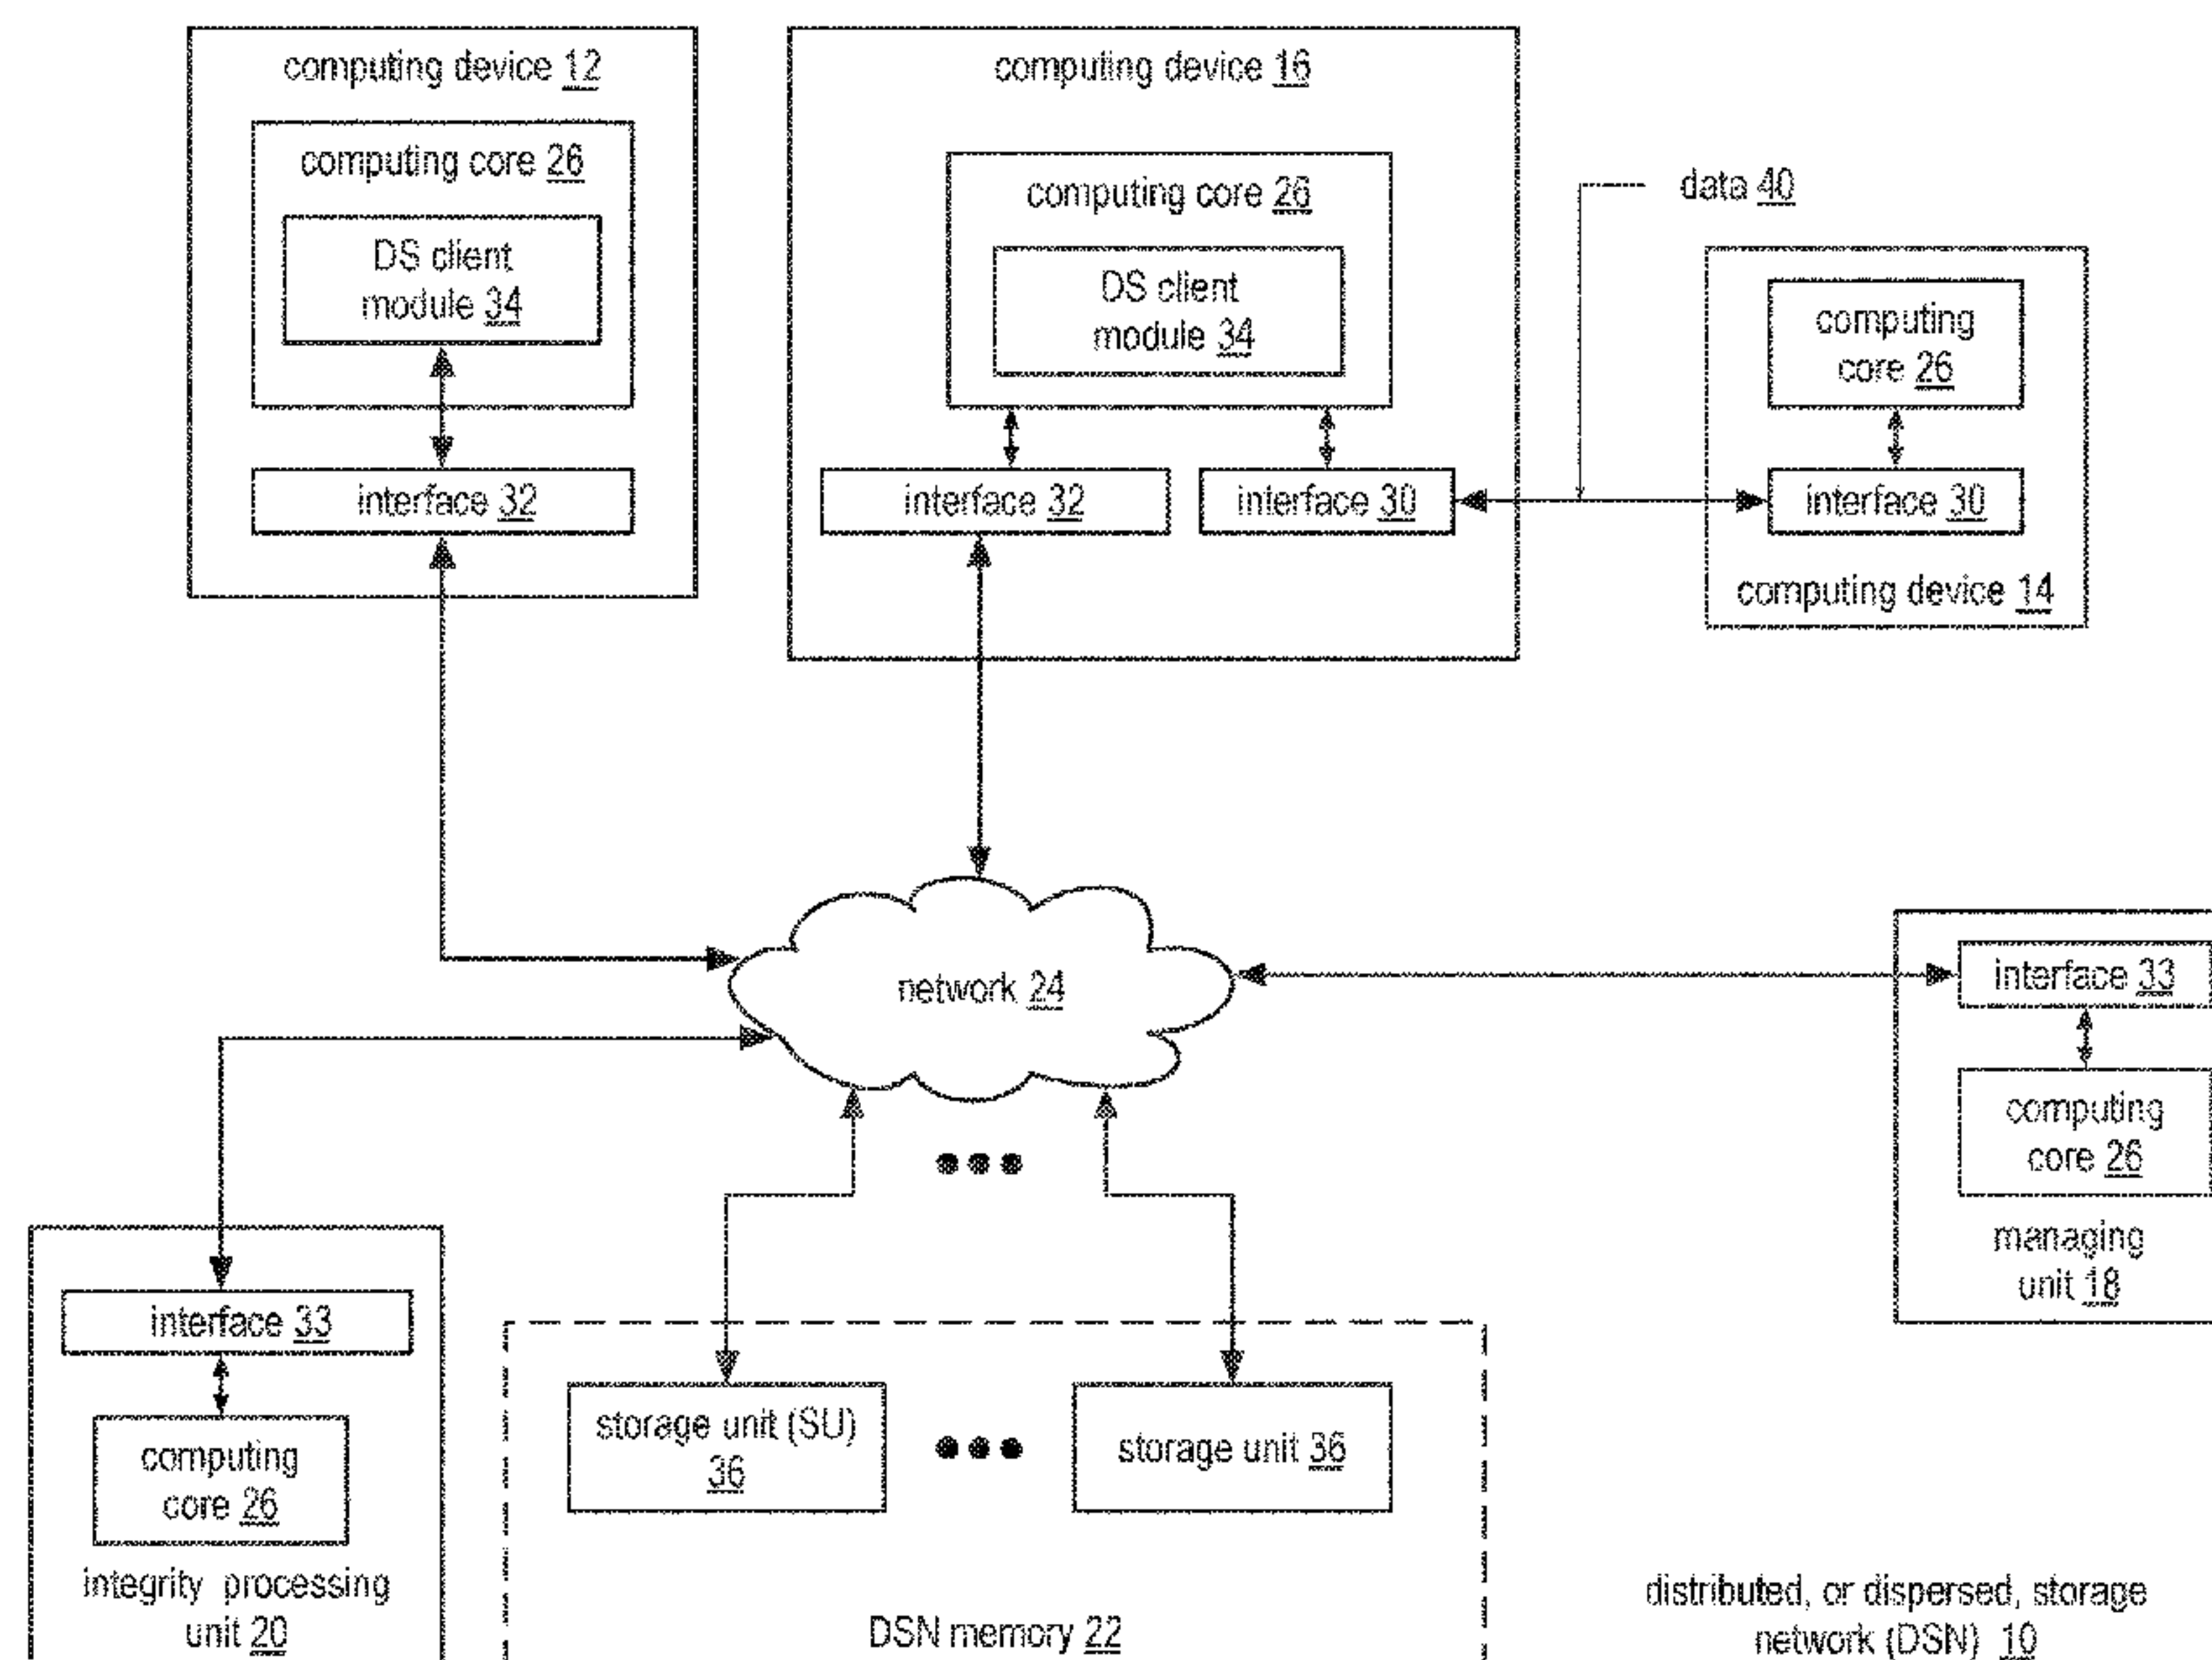 computing device 12
computing core 26
DS client
module 34
interface 32
computing device 16
computing core 26
DS client
module 34
interface 32
interface 30
data 40
computing
core 26
interface 30
computing device 14
network 24
interface 33
computing
core 26
managing
unit 18
interface 33
computing
core 26
integrity processing
unit 20
storage unit (SU)
36
storage unit 36
DSN memory 22
distributed, or dispersed, storage
network (DSN) 10